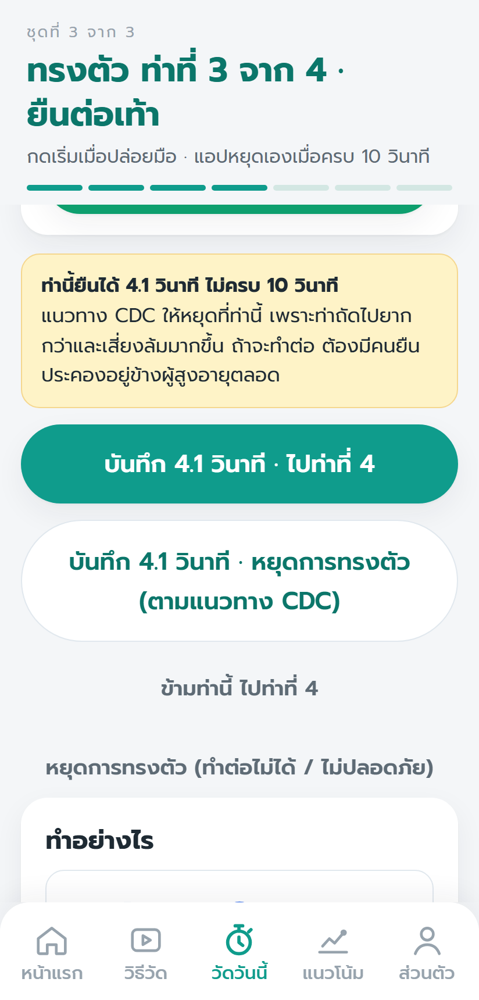 ชุดที่ 3 จาก 3
ทรงตัว ท่าที่ 3 จาก 4 ·
ยืนต่อเท้า
กดเริ่มเมื่อปล่อยมือ · แอปหยุดเองเมื่อครบ 10 วินาที
ท่านี้ยืนได้ 4.1 วินาที ไม่ครบ 10 วินาที
แนวทาง CDC ให้หยุดที่ท่านี้ เพราะท่าถัดไปยาก
กว่าและเสี่ยงล้มมากขึ้น ถ้าจะทำต่อ ต้องมีคนยืน
ประคองอยู่ข้างผู้สูงอายุตลอด
บันทึก 4.1 วินาที · ไปท่าที่ 4
บันทึก 4.1 วินาที · หยุดการทรงตัว
(ตามแนวทาง CDC)
ข้ามท่านี้ ไปท่าที่ 4
หยุดการทรงตัว (ทำต่อไม่ได้ / ไม่ปลอดภัย)
ทำอย่างไร
หน้าแรก
วิธีวัด
วัดวันนี้
แนวโน้ม
ส่วนตัว